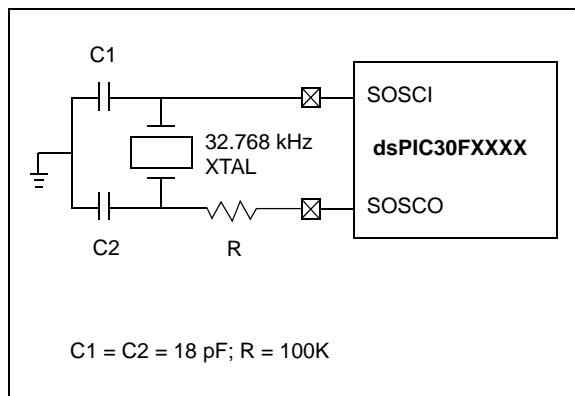 C1
SOSCI
32.768 kHz
XTAL
dsPIC30FXXXX
SOSCO
C2
R
C1 = C2 = 18 pF; R = 100K